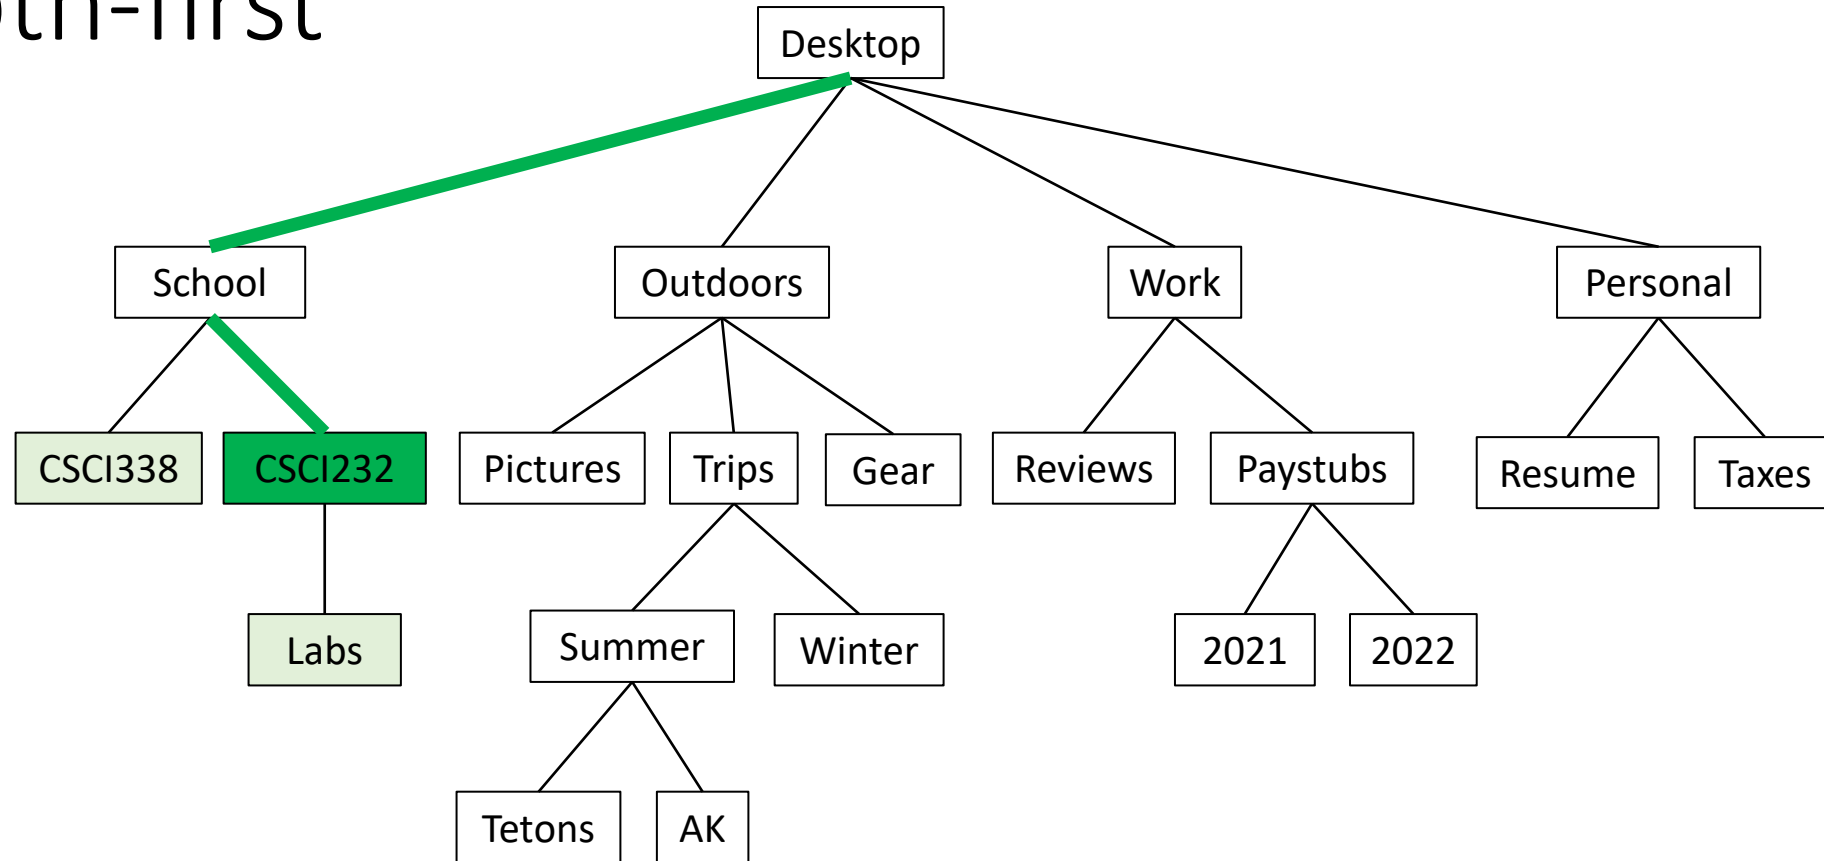 Desktop
School
Outdoors
Work
Personal
CSCI338
CSCI232
Pictures
Trips
Gear
Reviews
Paystubs
Resume
Taxes
Labs
Summer
Winter
2021
2022
Tetons
AK